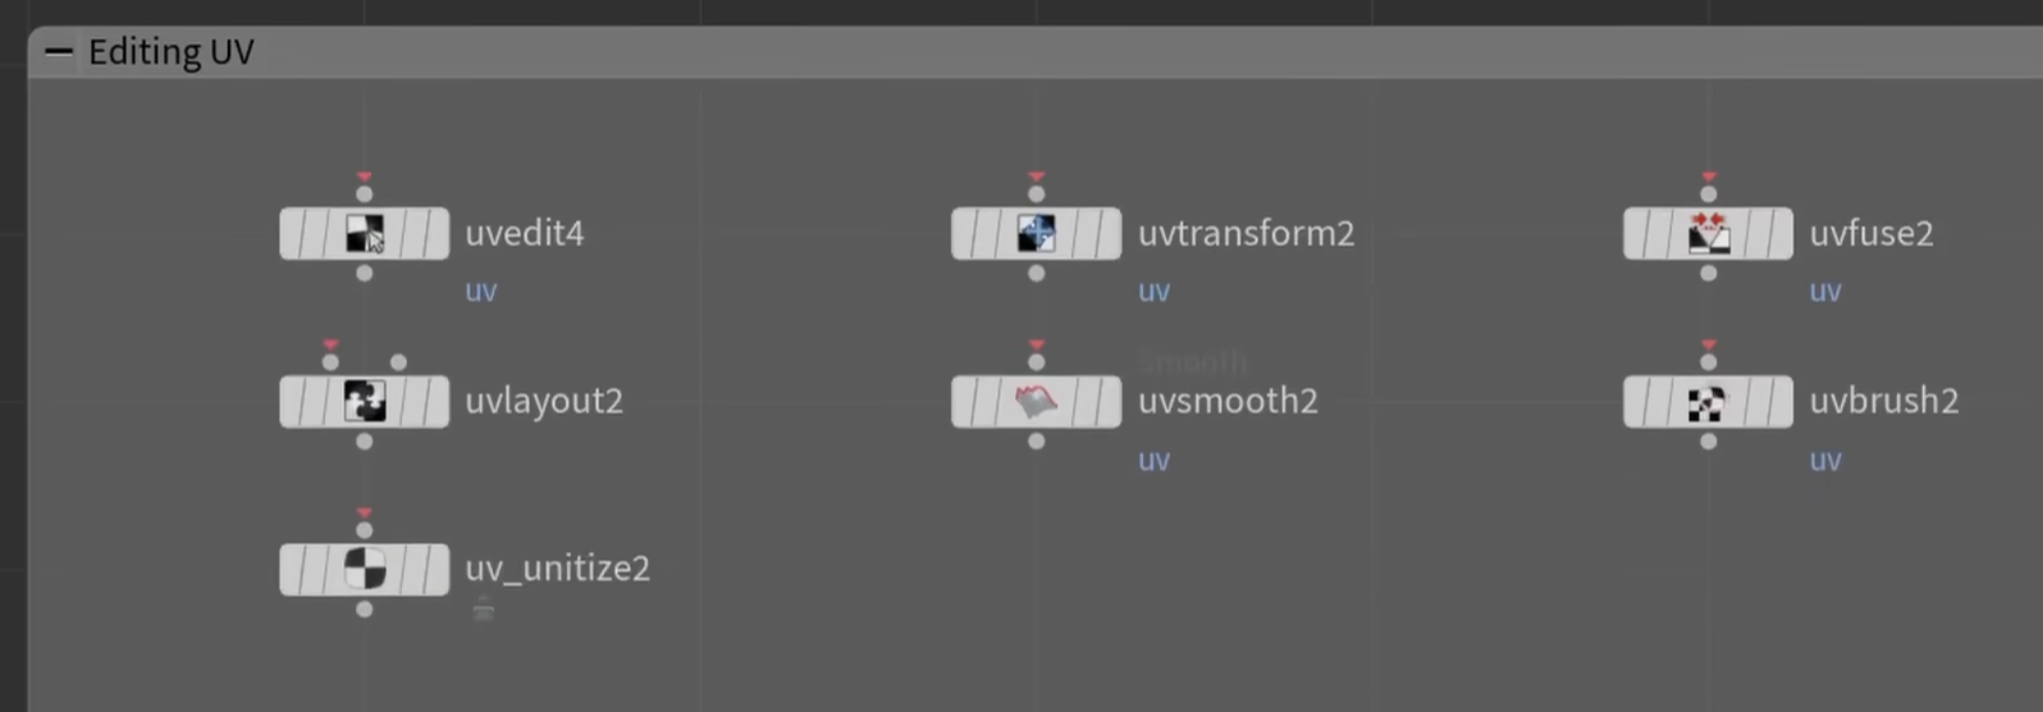 Editing UV
uvedit4
uv
uvtransform2
uv
uvfuse2
uv
uvlayout2
Smooth
uvsmooth2
uv
uvbrush2
uv
uv_unitize2